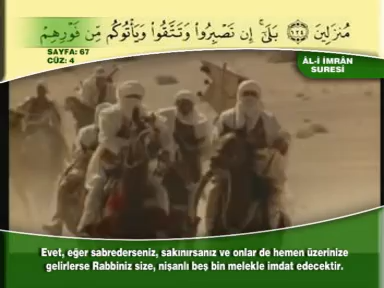 مُنزَلِينَ ﴿١٢٤﴾ بَلَىٰٓ ۚ إِن تَصْبِرُوا۟ وَتَتَّقُوا۟ وَيَأْتُوكُم مِّن فَوْرِهِمْ
SAYFA: 67
CÜZ: 4
ÂL-İ İMRÂN
SURESİ
Evet, eğer sabrederseniz, sakınırsanız ve onlar de hemen üzerinize
gelirlerse Rabbiniz size, nişanlı beş bin melekle imdat edecektir.